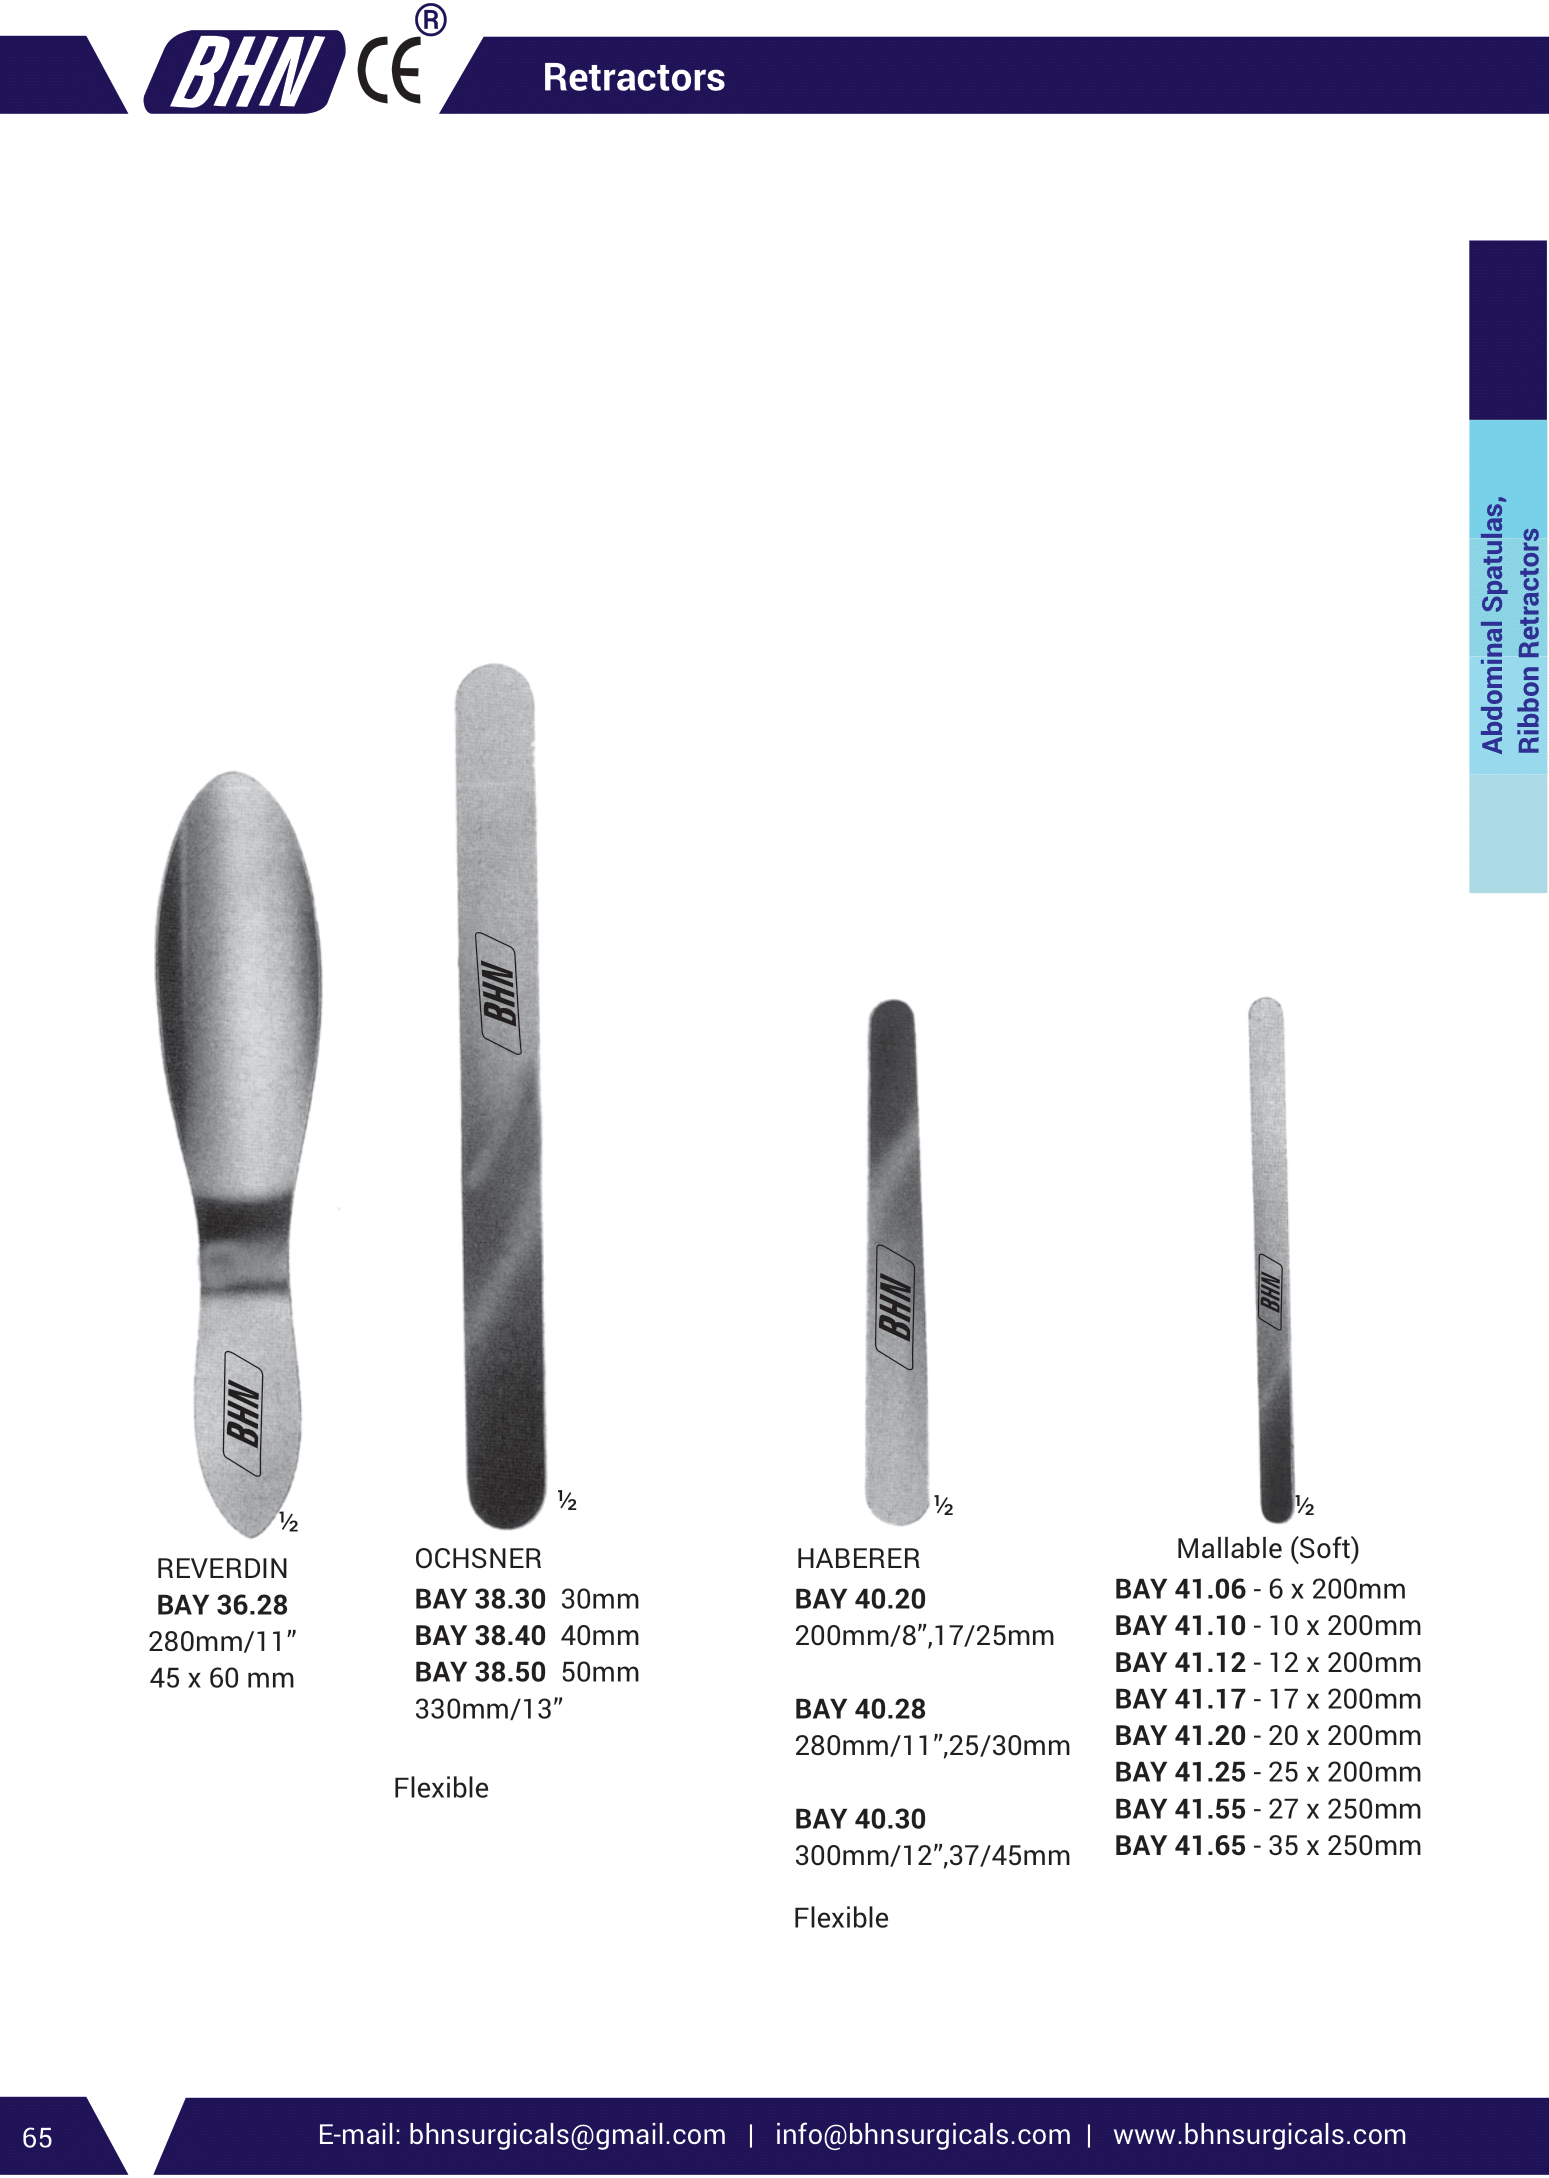 BHN CE ®
Retractors
Abdominal Spatulas,
Ribbon Retractors
BHN
BHN
BHN
BHN
½
½
½
½
REVERDIN
BAY 36.28
280mm/11”
45 x 60 mm
OCHSNER
BAY 38.30 30mm
BAY 38.40 40mm
BAY 38.50 50mm
330mm/13”
Flexible
HABERER
BAY 40.20
200mm/8”,17/25mm
BAY 40.28
280mm/11”,25/30mm
BAY 40.30
300mm/12”,37/45mm
Flexible
Mallable (Soft)
BAY 41.06 - 6 x 200mm
BAY 41.10 - 10 x 200mm
BAY 41.12 - 12 x 200mm
BAY 41.17 - 17 x 200mm
BAY 41.20 - 20 x 200mm
BAY 41.25 - 25 x 200mm
BAY 41.55 - 27 x 250mm
BAY 41.65 - 35 x 250mm
65
E-mail: bhnsurgicals@gmail.com | info@bhnsurgicals.com | www.bhnsurgicals.com